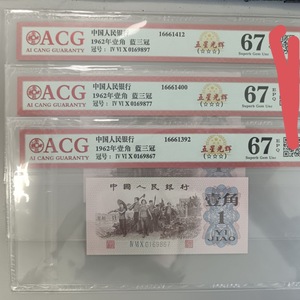 ACG
AI CANG GUARANTY
中国人民银行 16661412
1962年壹角 蓝三冠
冠号: IV VI X 0169897
五星光辉
67 EPQ
Superb Gem Unc
ACG
AI CANG GUARANTY
中国人民银行 16661400
1962年壹角 蓝三冠
冠号: IV VI X 0169877
五星光辉
67 EPQ
Superb Gem Unc
ACG
AI CANG GUARANTY
中国人民银行 16661392
1962年壹角 蓝三冠
冠号: IV VI X 0169867
五星光辉
67 EPQ
Superb Gem Unc
中國人民銀行
壹角
1
YI JIAO
IV VI X 0169867